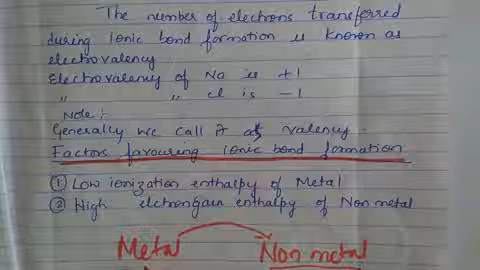 The number of electrons transferred
during Ionic bond formation is known as
electrovalency
Electrovalency of Na is +1
" " cl is -1
Note :
Generally we call it as valency.
Factors favouring ionic bond formation
① Low ionization enthalpy of Metal
② High elctrongain enthalpy of Non metal
Metal Non metal